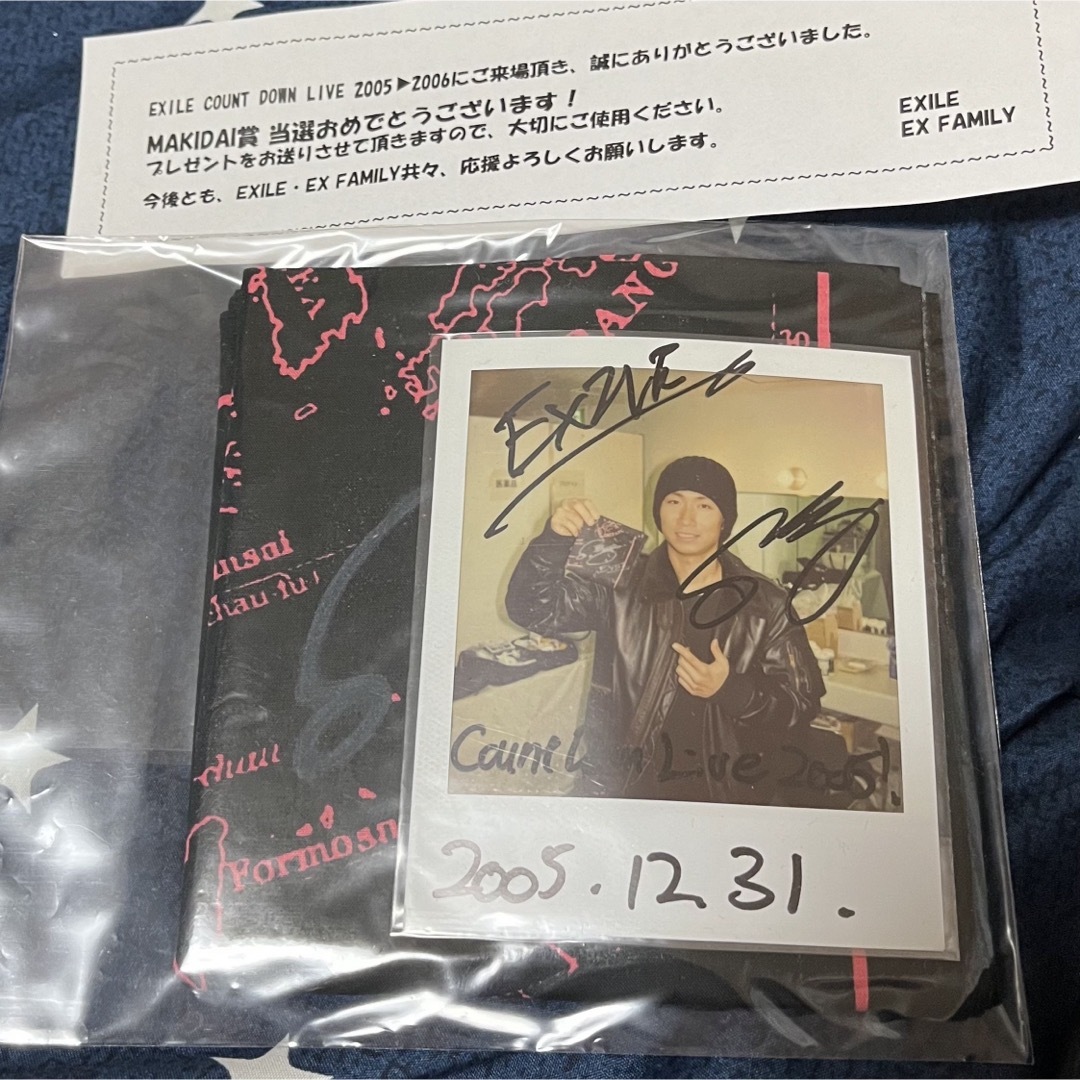 EXILE COUNT DOWN LIVE 2005▶2006にご来場頂き、誠にありがとうございました。
MAKIDAI賞 当選おめでとうございます！
プレゼントをお送りさせて頂きますので、大切にご使用ください。
今後とも、EXILE・EX FAMILY共々、応援よろしくお願いします。
EXILE
EX FAMILY
30
Formosa
EXILE
医薬品
Count Down Live 2005!
2005.12.31.